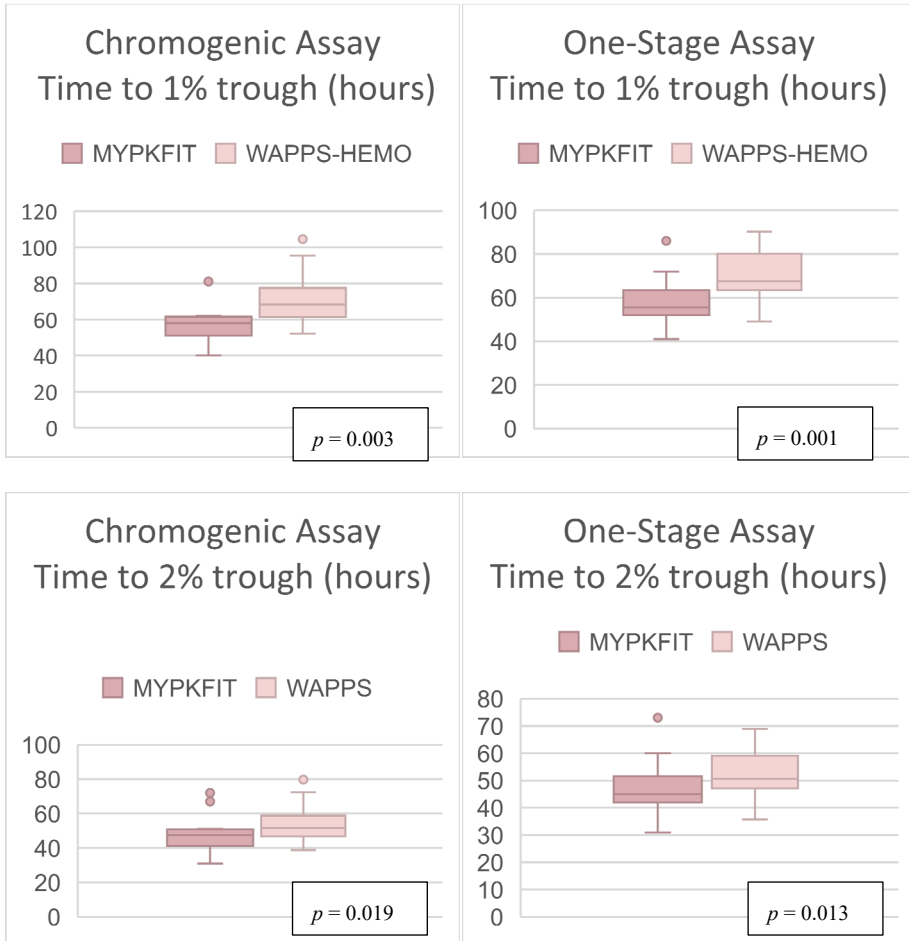 Chromogenic Assay
Time to 1% trough (hours)
MYPKFIT WAPPS-HEMO
120
100
80
60
40
20
0
p = 0.003
One-Stage Assay
Time to 1% trough (hours)
MYPKFIT WAPPS-HEMO
100
80
60
40
20
0
p = 0.001
Chromogenic Assay
Time to 2% trough (hours)
MYPKFIT WAPPS
100
80
60
40
20
0
p = 0.019
One-Stage Assay
Time to 2% trough (hours)
MYPKFIT WAPPS
80
70
60
50
40
30
20
10
0
p = 0.013